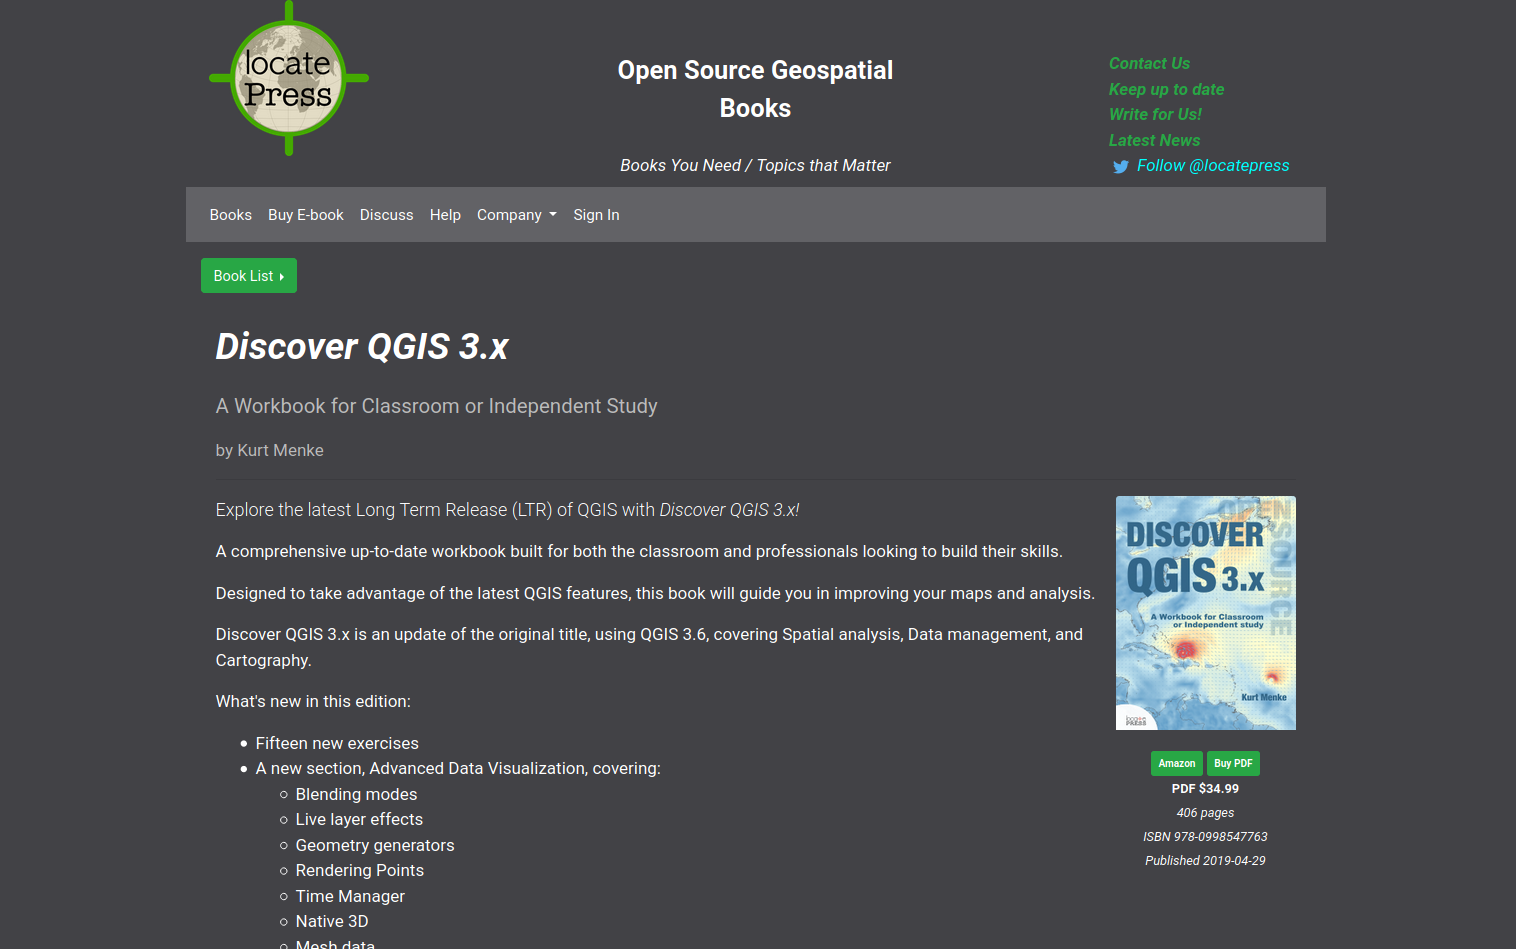 locate
Press
Open Source Geospatial
Books
Books You Need / Topics that Matter
Contact Us
Keep up to date
Write for Us!
Latest News
Follow @locatepress
Books Buy E-book Discuss Help Company Sign In
Book List
Discover QGIS 3.x
A Workbook for Classroom or Independent Study
by Kurt Menke
Explore the latest Long Term Release (LTR) of QGIS with Discover QGIS 3.x!
A comprehensive up-to-date workbook built for both the classroom and professionals looking to build their skills.
Designed to take advantage of the latest QGIS features, this book will guide you in improving your maps and analysis.
Discover QGIS 3.x is an update of the original title, using QGIS 3.6, covering Spatial analysis, Data management, and
Cartography.
What's new in this edition:
Fifteen new exercises
A new section, Advanced Data Visualization, covering:
Blending modes
Live layer effects
Geometry generators
Rendering Points
Time Manager
Native 3D
Mesh data
OPEN
SOURCE
DISCOVER
QGIS 3.x
A Workbook for Classroom
or Independent study
Kurt Menke
locate
PRESS
Amazon Buy PDF
PDF $34.99
406 pages
ISBN 978-0998547763
Published 2019-04-29